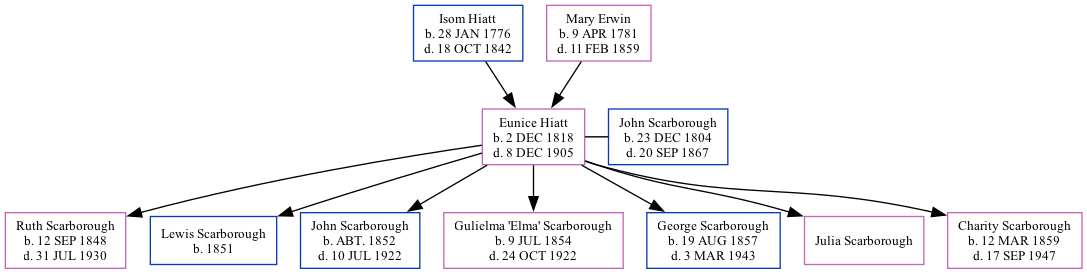 Isom Hiatt
b. 28 JAN 1776
d. 18 OCT 1842
Mary Erwin
b. 9 APR 1781
d. 11 FEB 1859
Eunice Hiatt
b. 2 DEC 1818
d. 8 DEC 1905
John Scarborough
b. 23 DEC 1804
d. 20 SEP 1867
Ruth Scarborough
b. 12 SEP 1848
d. 31 JUL 1930
Lewis Scarborough
b. 1851
John Scarborough
b. ABT. 1852
d. 10 JUL 1922
Gulielma 'Elma' Scarborough
b. 9 JUL 1854
d. 24 OCT 1922
George Scarborough
b. 19 AUG 1857
d. 3 MAR 1943
Julia Scarborough
Charity Scarborough
b. 12 MAR 1859
d. 17 SEP 1947